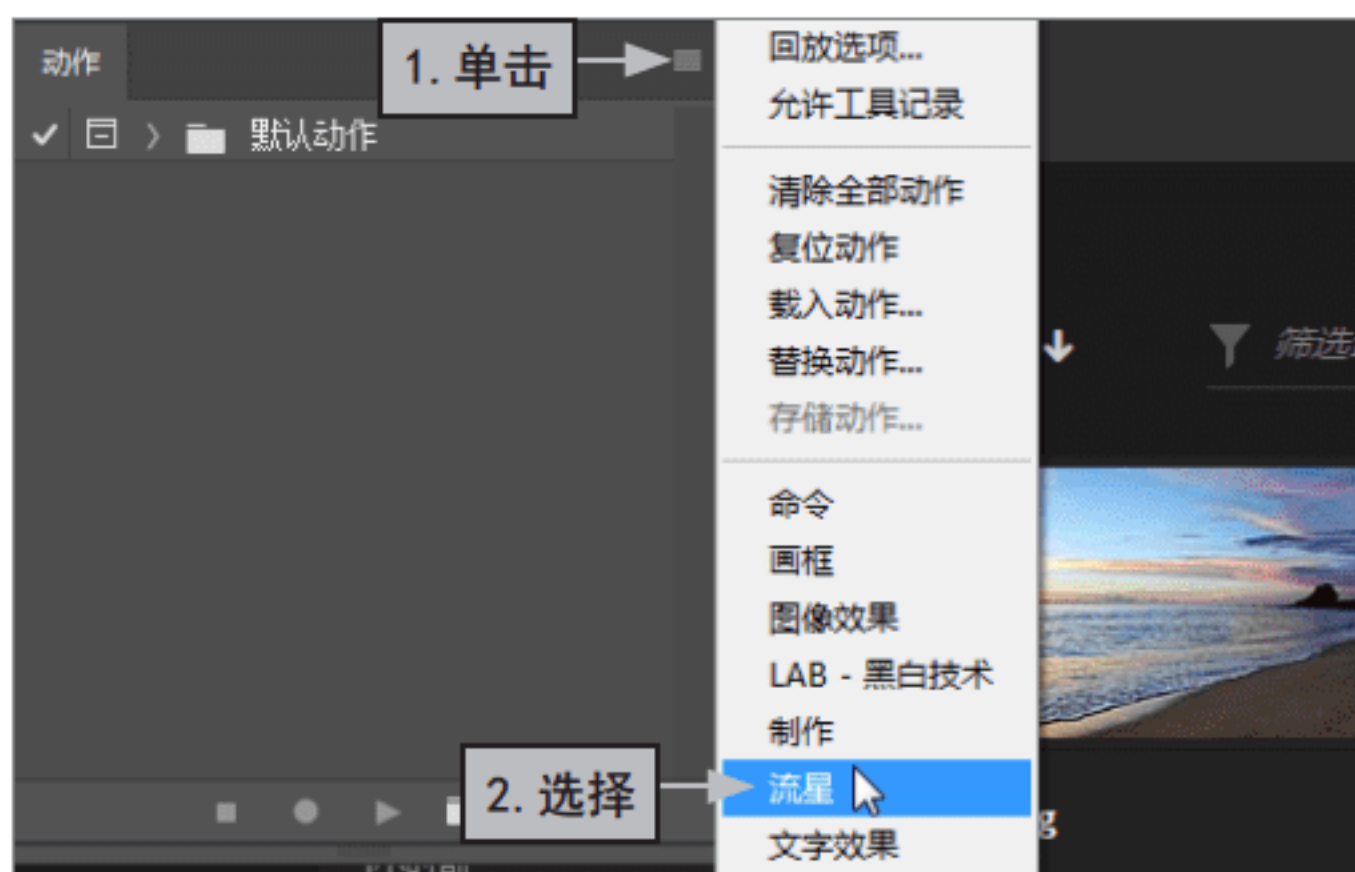 动作
1. 单击
默认动作
回放选项...
允许工具记录
清除全部动作
复位动作
载入动作...
替换动作...
存储动作...
筛选
命令
画框
图像效果
LAB - 黑白技术
制作
2. 选择
流星
g
文字效果